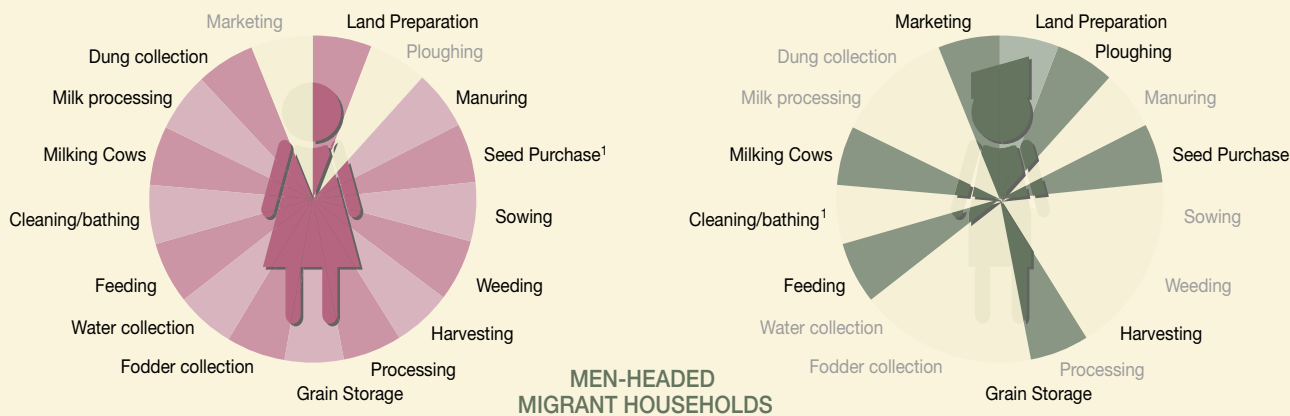 Marketing
Land Preparation
Ploughing
Manuring
Seed Purchase1
Sowing
Weeding
Harvesting
Processing
Grain Storage
Fodder collection
Water collection
Feeding
Cleaning/bathing
Milking Cows
Milk processing
Dung collection
Marketing
Land Preparation
Ploughing
Manuring
Seed Purchase
Sowing
Weeding
Harvesting
Processing
Grain Storage
Fodder collection
Water collection
Feeding
Cleaning/bathing1
Milking Cows
Milk processing
Dung collection
MEN-HEADED
MIGRANT HOUSEHOLDS